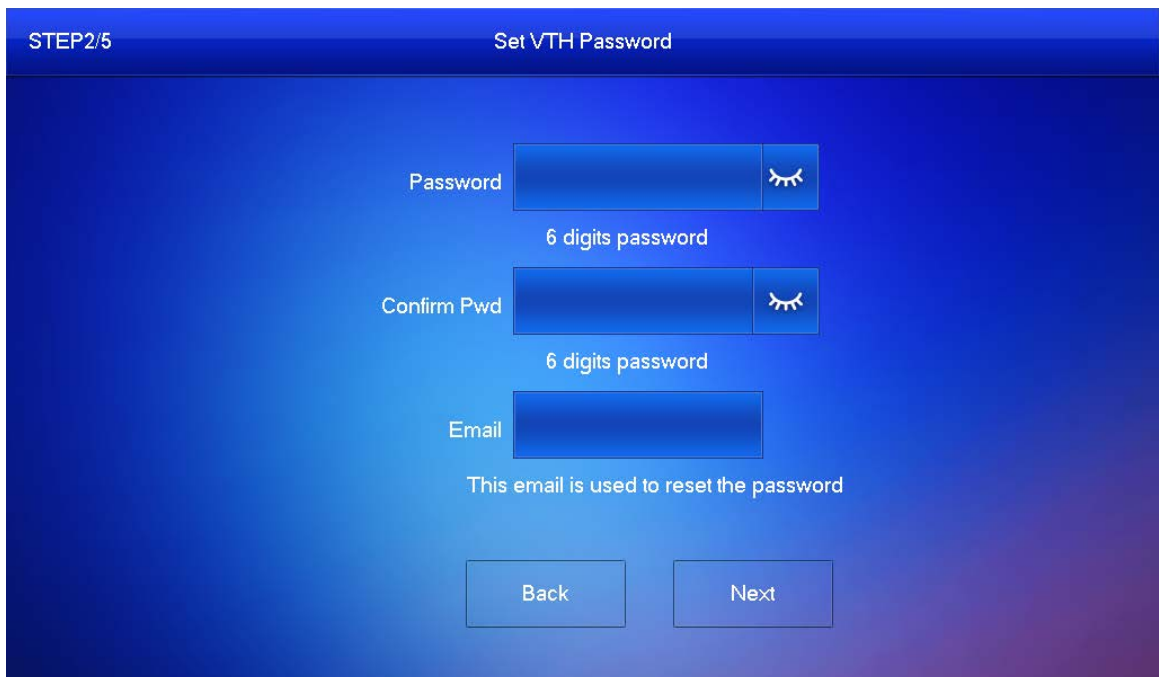 STEP2/5
Set VTH Password
Password
6 digits password
Confirm Pwd
6 digits password
Email
This email is used to reset the password
Back
Next